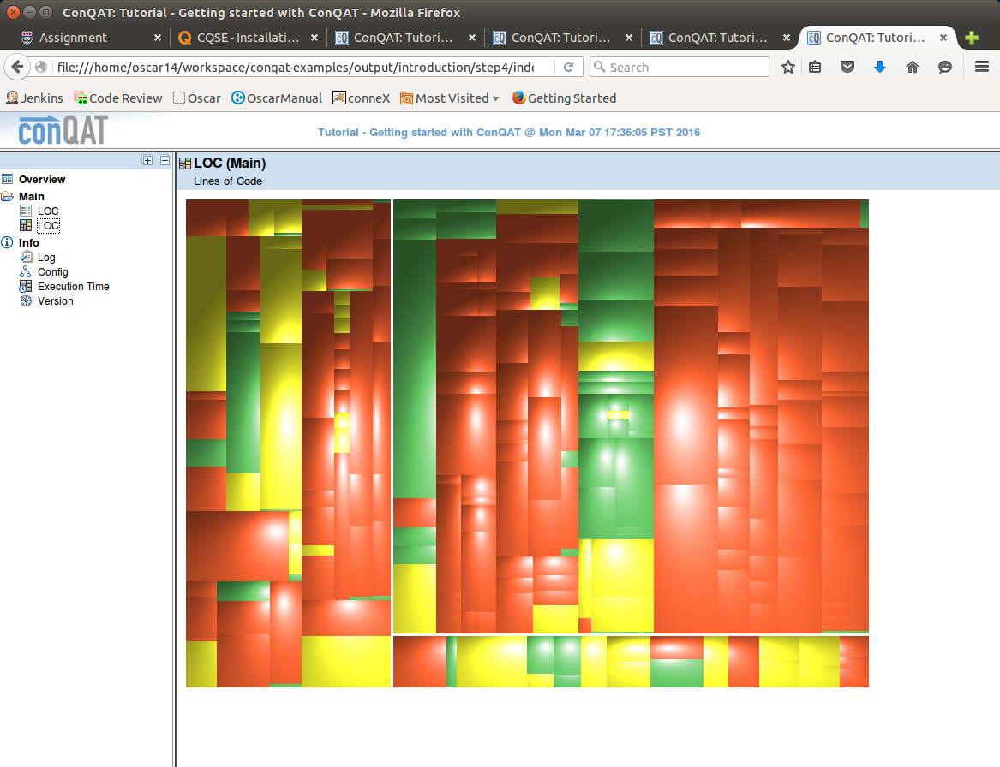 ConQAT: Tutorial - Getting started with ConQAT - Mozilla Firefox
Assignment
CQSE - Installati...
ConQAT: Tutori...
ConQAT: Tutori...
ConQAT: Tutori...
ConQAT: Tutori...
file:///home/oscar14/workspace/conqat-examples/output/introduction/step4/inde
Search
Jenkins
Code Review
Oscar
OscarManual
conneX
Most Visited
Getting Started
conQAT
Tutorial - Getting started with ConQAT @ Mon Mar 07 17:36:05 PST 2016
LOC (Main)
Lines of Code
Overview
Main
LOC
LOC
Info
Log
Config
Execution Time
Version